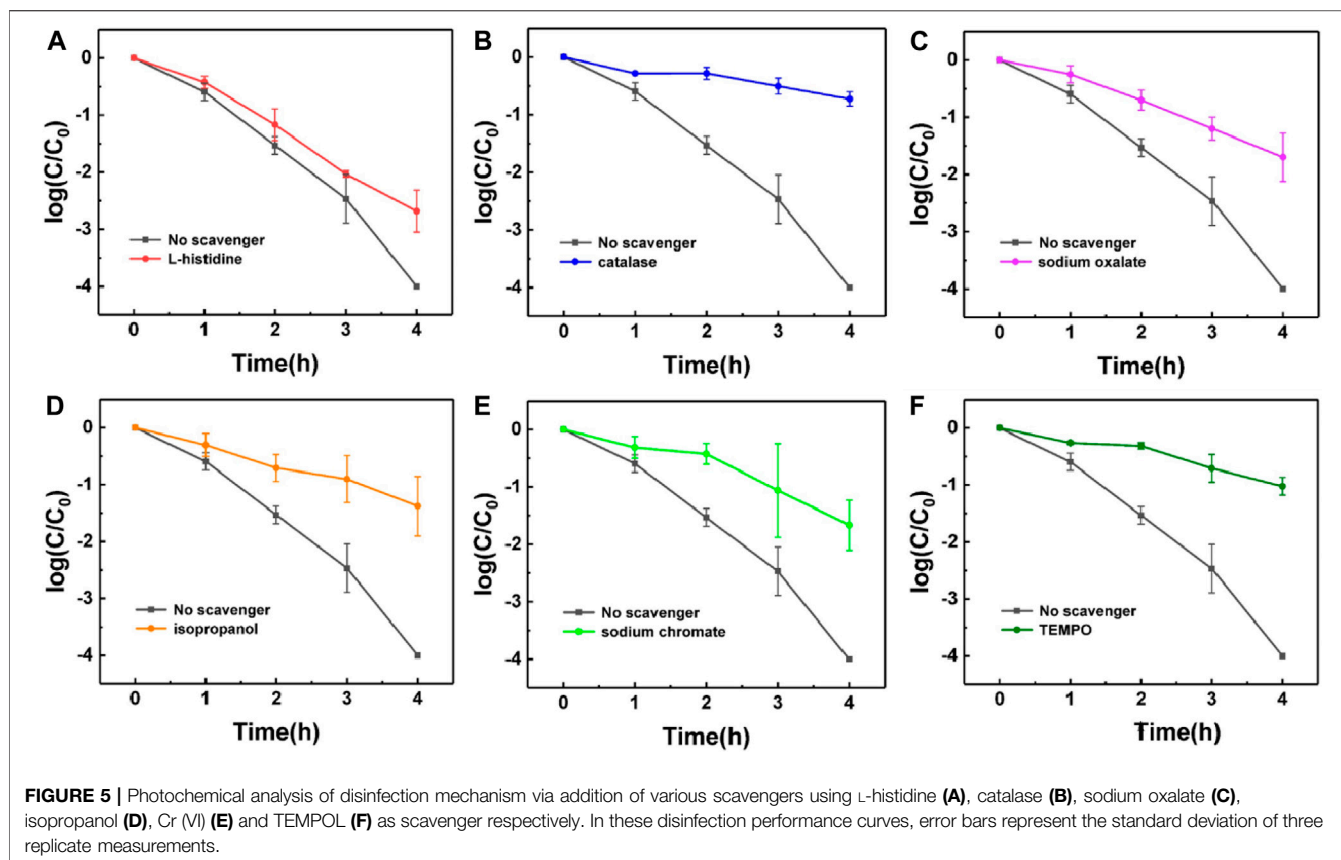 A
log(C/C₀)
0
-1
-2
-3
-4
No scavenger
L-histidine
0 1 2 3 4
Time(h)
B
log(C/C₀)
0
-1
-2
-3
-4
No scavenger
catalase
0 1 2 3 4
Time(h)
C
log(C/C₀)
0
-1
-2
-3
-4
No scavenger
sodium oxalate
0 1 2 3 4
Time(h)
D
log(C/C₀)
0
-1
-2
-3
-4
No scavenger
isopropanol
0 1 2 3 4
Time(h)
E
log(C/C₀)
0
-1
-2
-3
-4
No scavenger
sodium chromate
0 1 2 3 4
Time(h)
F
log(C/C₀)
0
-1
-2
-3
-4
No scavenger
TEMPO
0 1 2 3 4
Time(h)
FIGURE 5 | Photochemical analysis of disinfection mechanism via addition of various scavengers using L-histidine (A), catalase (B), sodium oxalate (C),
isopropanol (D), Cr (VI) (E) and TEMPOL (F) as scavenger respectively. In these disinfection performance curves, error bars represent the standard deviation of three
replicate measurements.